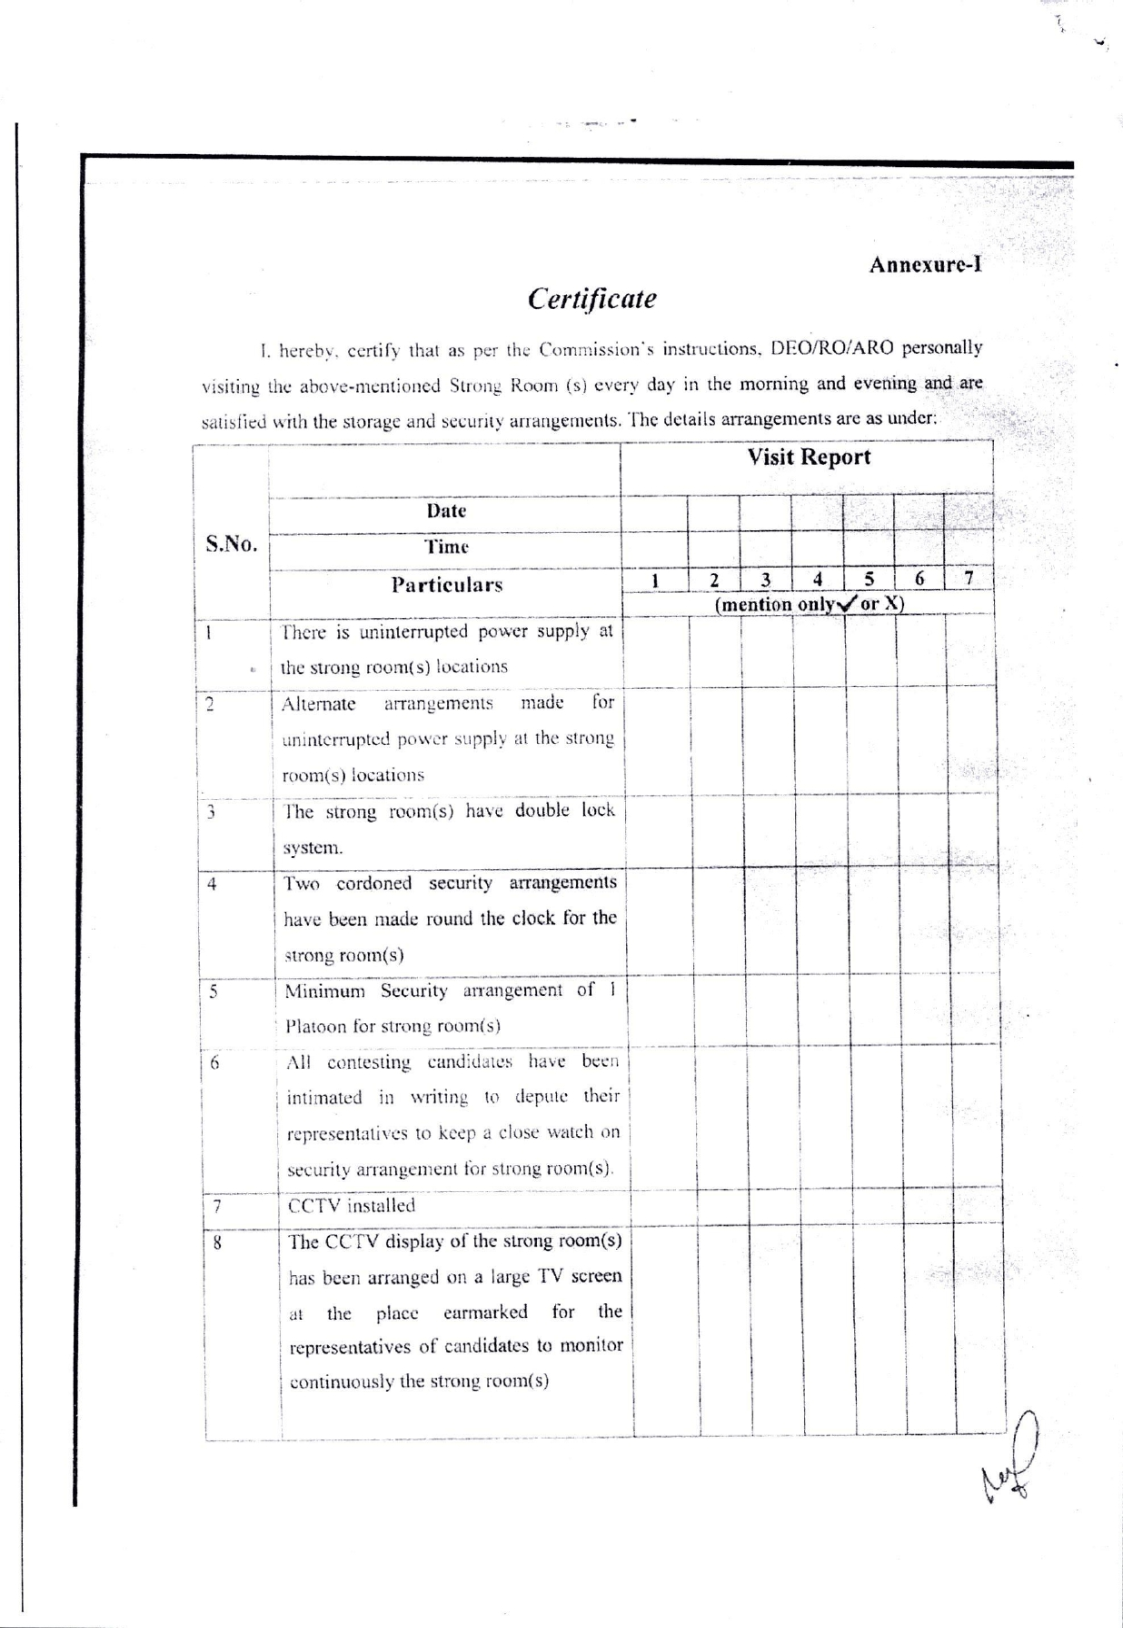 Annexure-I
Certificate
I, hereby, certify that as per the Commission's instructions, DEO/RO/ARO personally
visiting the above-mentioned Strong Room (s) every day in the morning and evening and are
satisfied with the storage and security arrangements. The details arrangements are as under:
Visit Report
Date
S.No.
Time
Particulars
1 2 3 4 5 6 7
(mention only ✓ or X)
1 There is uninterrupted power supply at
the strong room(s) locations
2 Alternate arrangements made for
uninterrupted power supply at the strong
room(s) locations
3 The strong room(s) have double lock
system.
4 Two cordoned security arrangements
have been made round the clock for the
strong room(s)
5 Minimum Security arrangement of 1
Platoon for strong room(s)
6 All contesting candidates have been
intimated in writing to depute their
representatives to keep a close watch on
security arrangement for strong room(s).
7 CCTV installed
8 The CCTV display of the strong room(s)
has been arranged on a large TV screen
at the place earmarked for the
representatives of candidates to monitor
continuously the strong room(s)